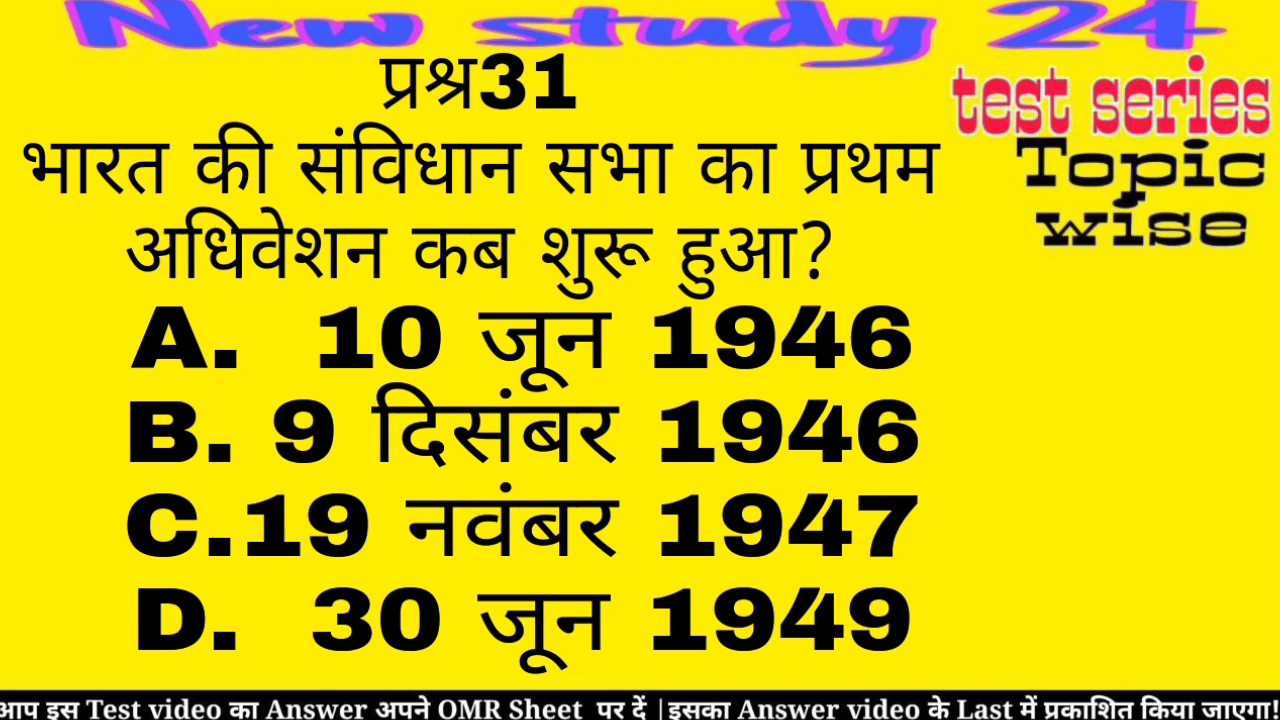 New study 24
प्रश्न31
test series
Topic
wise
भारत की संविधान सभा का प्रथम
अधिवेशन कब शुरू हुआ?
A. 10 जून 1946
B. 9 दिसंबर 1946
C.19 नवंबर 1947
D. 30 जून 1949
आप इस Test video का Answer अपने OMR Sheet पर दें |इसका Answer video के Last में प्रकाशित किया जाएगा!